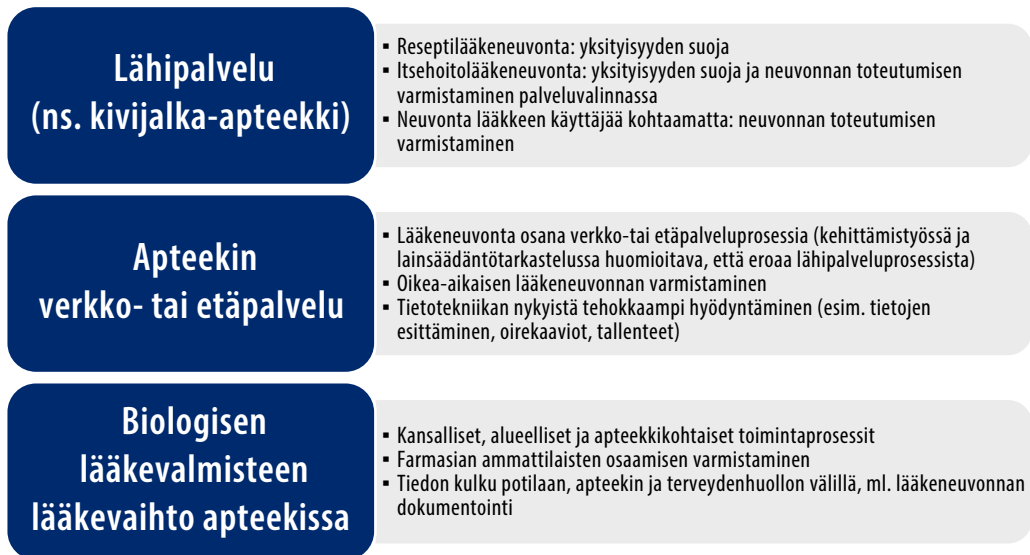 Lähipalvelu
(ns. kivijalka-apteekki)
▪ Reseptilääkeneuvonta: yksityisyyden suoja
▪ Itsehoitolääkeneuvonta: yksityisyyden suoja ja neuvonnan toteutumisen
varmistaminen palveluvalinnassa
▪ Neuvonta lääkkeen käyttäjää kohtaamatta: neuvonnan toteutumisen
varmistaminen
Apteekin
verkko- tai etäpalvelu
▪ Lääkeneuvonta osana verkko-tai etäpalveluprosessia (kehittämistyössä ja
lainsäädäntötarkastelussa huomioitava, että eroaa lähipalveluprosessista)
▪ Oikea-aikaisen lääkeneuvonnan varmistaminen
▪ Tietotekniikan nykyistä tehokkaampi hyödyntäminen (esim. tietojen
esittäminen, oirekaaviot, tallenteet)
Biologisen
lääkevalmisteen
lääkevaihto apteekissa
▪ Kansalliset, alueelliset ja apteekkikohtaiset toimintaprosessit
▪ Farmasian ammattilaisten osaamisen varmistaminen
▪ Tiedon kulku potilaan, apteekin ja terveydenhuollon välillä, ml. lääkeneuvonnan
dokumentointi